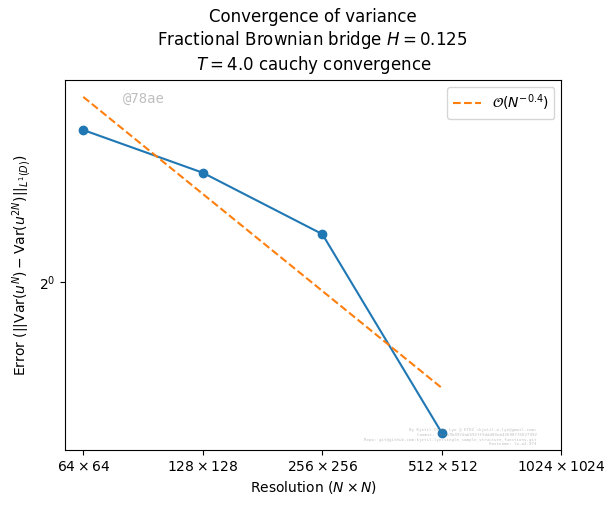 Convergence of variance
Fractional Brownian bridge H = 0.125
T = 4.0 cauchy convergence
@78ae
O(N^{-0.4})
Error (||Var(u^N) − Var(u^{2N})||_{L^1(D)})
2^0
64 × 64 128 × 128 256 × 256 512 × 512 1024 × 1024
Resolution (N × N)